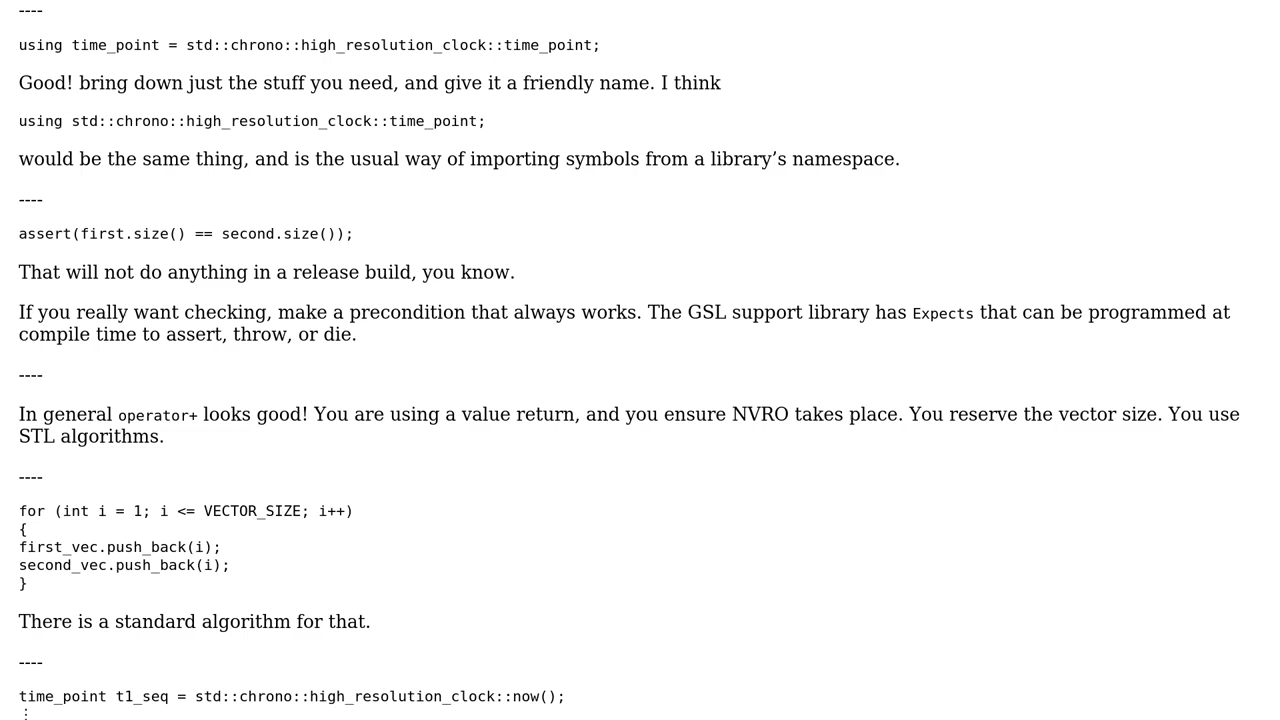 ----
using time_point = std::chrono::high_resolution_clock::time_point;
Good! bring down just the stuff you need, and give it a friendly name. I think
using std::chrono::high_resolution_clock::time_point;
would be the same thing, and is the usual way of importing symbols from a library’s namespace.
----
assert(first.size() == second.size());
That will not do anything in a release build, you know.
If you really want checking, make a precondition that always works. The GSL support library has Expects that can be programmed at
compile time to assert, throw, or die.
----
In general operator+ looks good! You are using a value return, and you ensure NVRO takes place. You reserve the vector size. You use
STL algorithms.
----
for (int i = 1; i <= VECTOR_SIZE; i++)
{
first_vec.push_back(i);
second_vec.push_back(i);
}
There is a standard algorithm for that.
----
time_point t1_seq = std::chrono::high_resolution_clock::now();
⋮